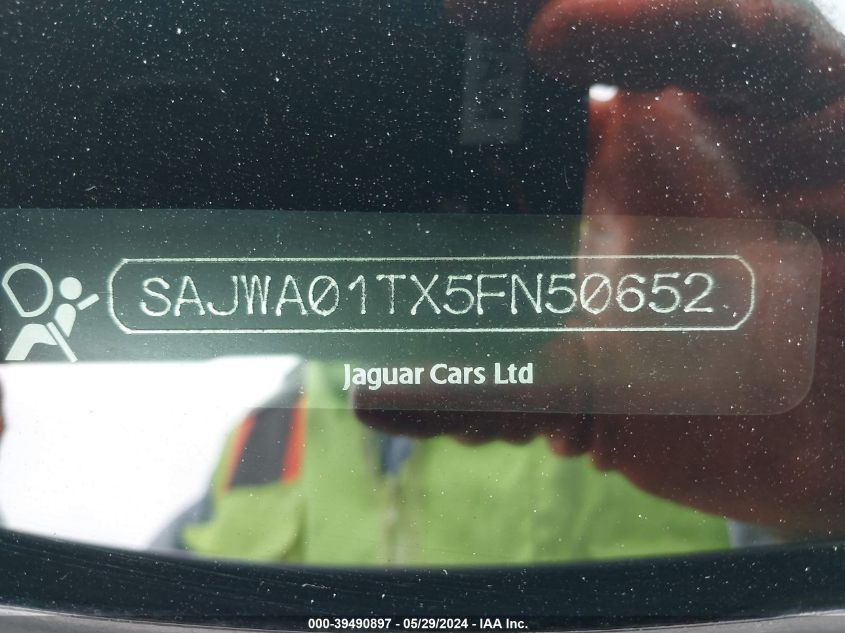 SAJWA01TX5FN50652
Jaguar Cars Ltd
000-39490897 - 05/29/2024 - IAA Inc.